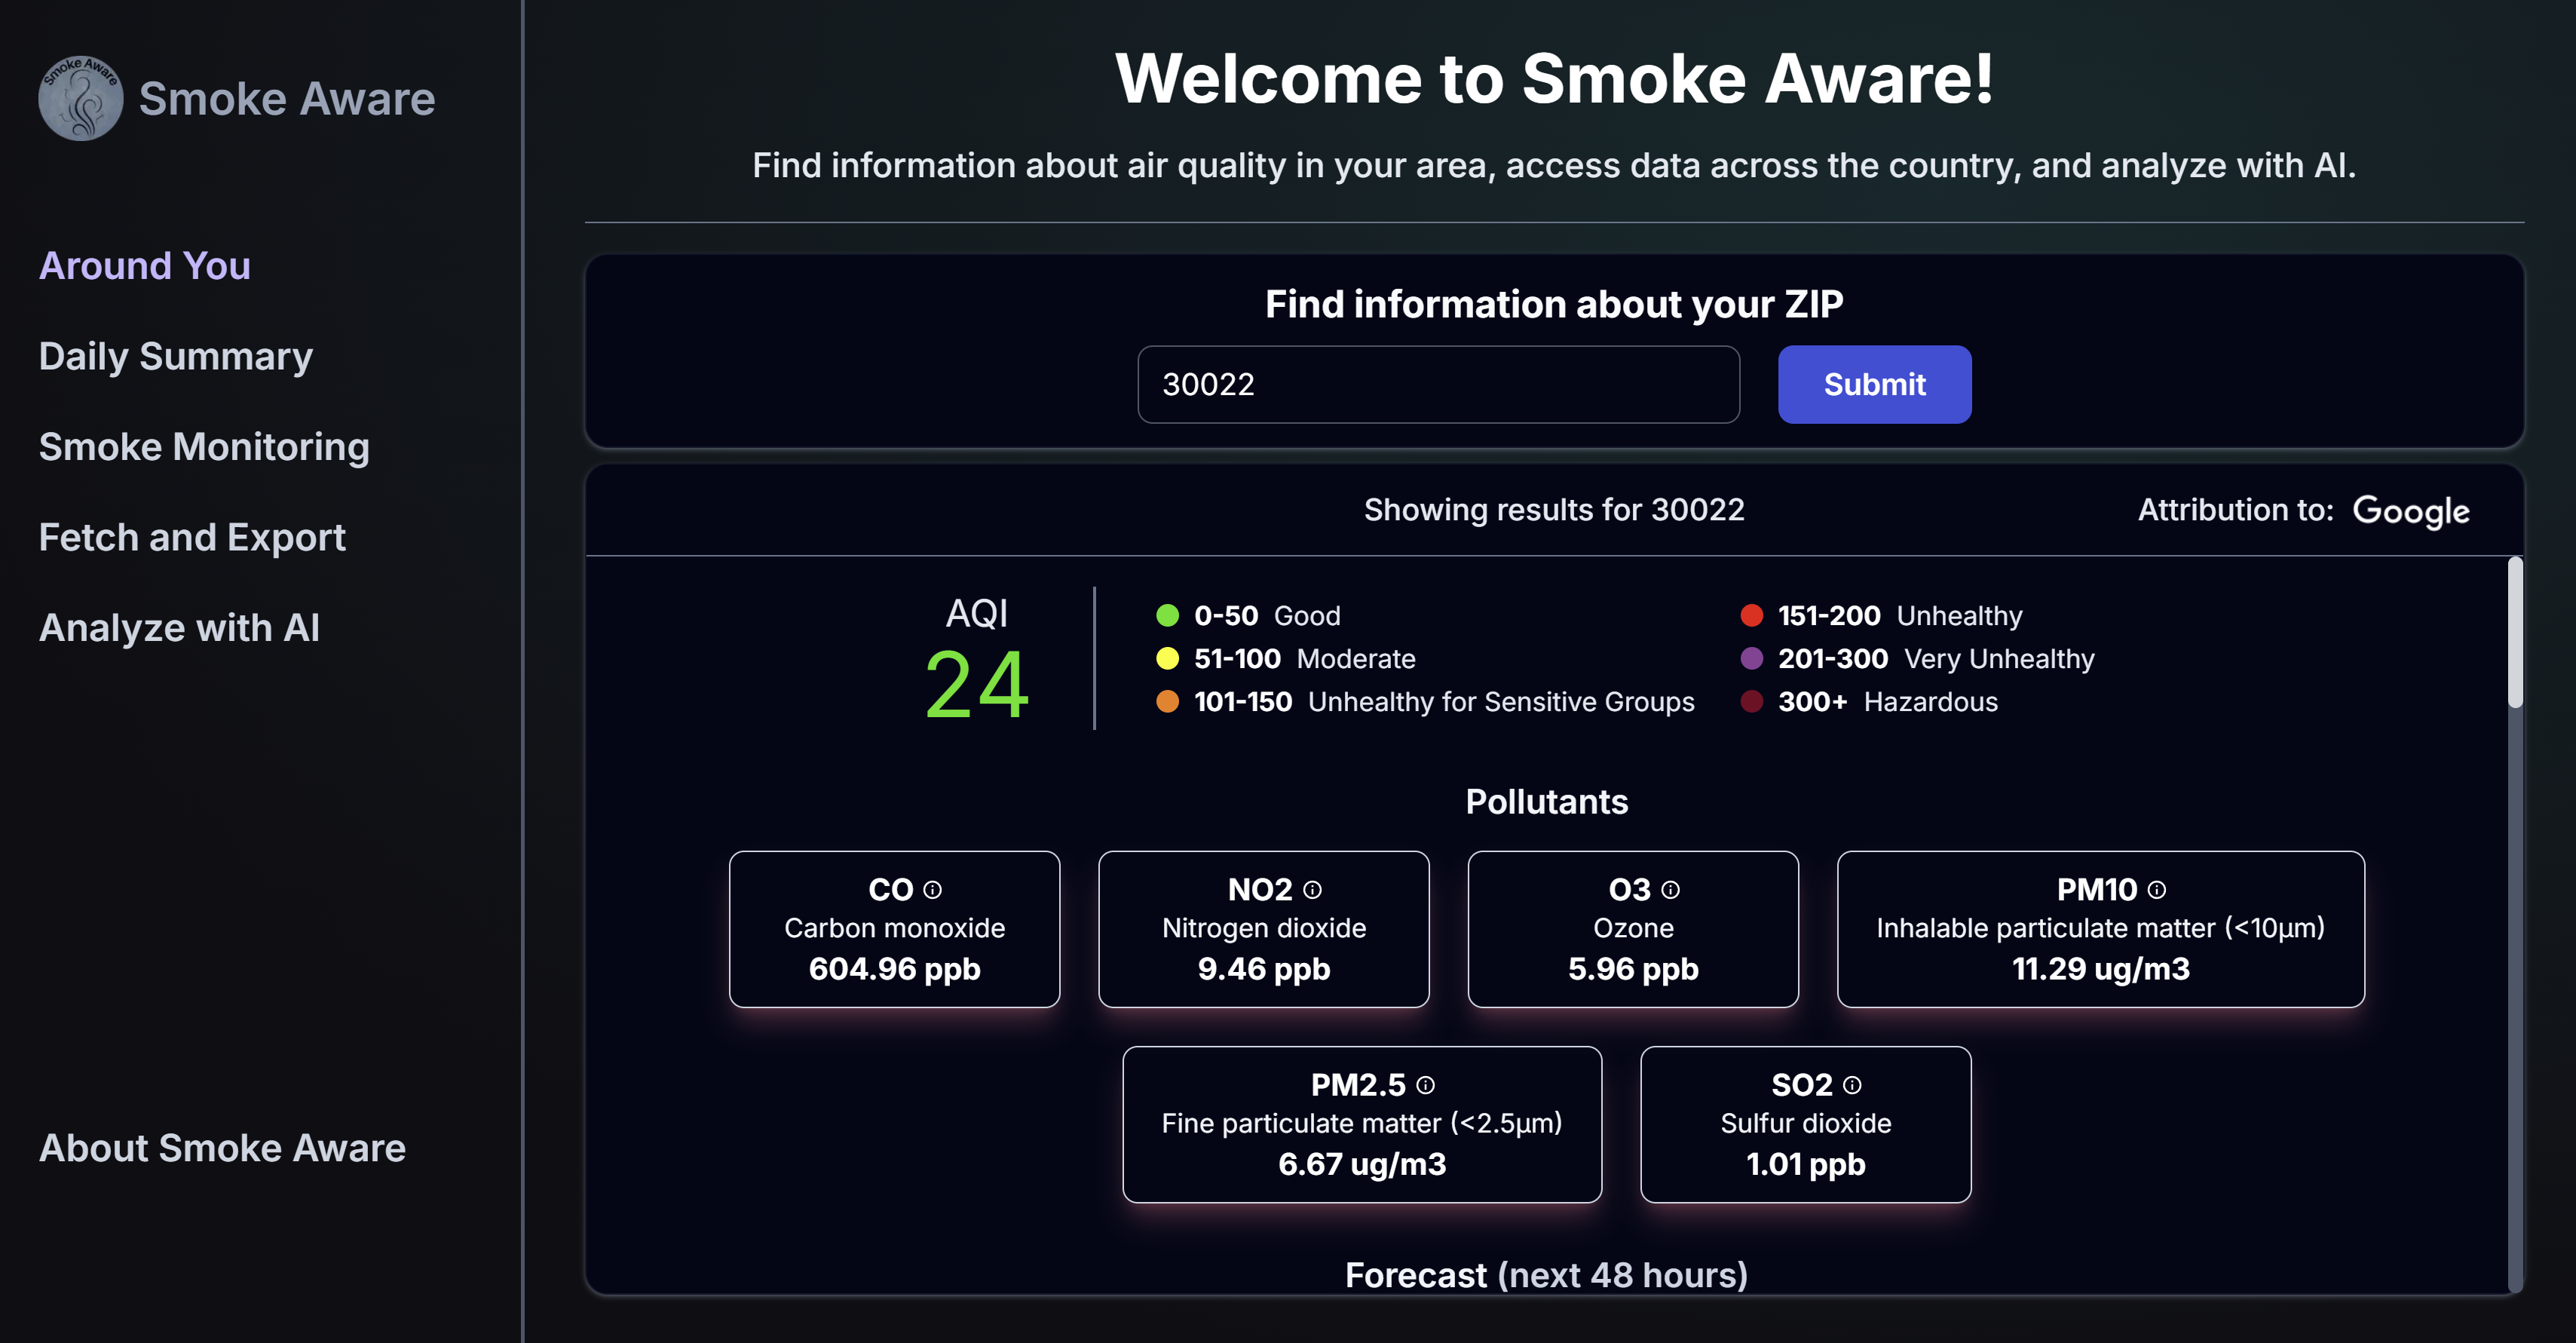 Smoke Aware
Smoke Aware
Around You
Daily Summary
Smoke Monitoring
Fetch and Export
Analyze with AI
About Smoke Aware
Welcome to Smoke Aware!
Find information about air quality in your area, access data across the country, and analyze with AI.
Find information about your ZIP
30022
Submit
Showing results for 30022
Attribution to: Google
AQI
24
0-50 Good
51-100 Moderate
101-150 Unhealthy for Sensitive Groups
151-200 Unhealthy
201-300 Very Unhealthy
300+ Hazardous
Pollutants
CO
Carbon monoxide
604.96 ppb
NO2
Nitrogen dioxide
9.46 ppb
O3
Ozone
5.96 ppb
PM10
Inhalable particulate matter (<10µm)
11.29 ug/m3
PM2.5
Fine particulate matter (<2.5µm)
6.67 ug/m3
SO2
Sulfur dioxide
1.01 ppb
Forecast (next 48 hours)